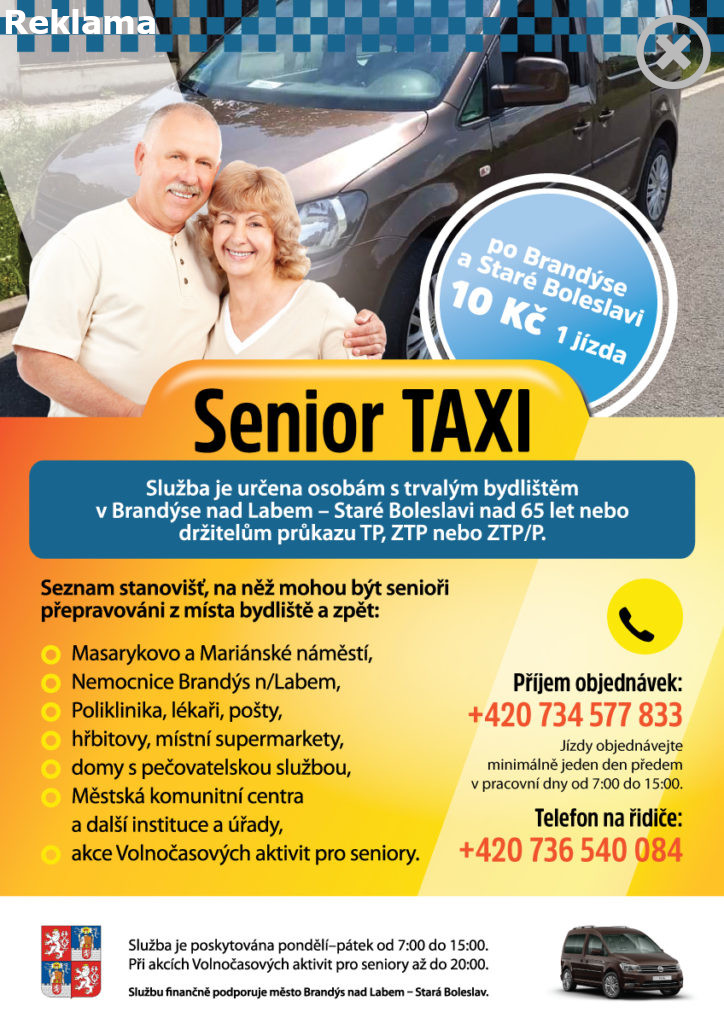 Reklama
po Brandýse
a Staré Boleslavi
10 Kč 1 jízda
Senior TAXI
Služba je určena osobám s trvalým bydlištěm
v Brandýse nad Labem – Staré Boleslavi nad 65 let nebo
držitelům průkazu TP, ZTP nebo ZTP/P.
Seznam stanovišť, na něž mohou být senioři
přepravováni z místa bydliště a zpět:
Masarykovo a Mariánské náměstí,
Nemocnice Brandýs n/Labem,
Poliklinika, lékaři, pošty,
hřbitovy, místní supermarkety,
domy s pečovatelskou službou,
Městská komunitní centra
a další instituce a úřady,
akce Volnočasových aktivit pro seniory.
Příjem objednávek:
+420 734 577 833
Jízdy objednávejte
minimálně jeden den předem
v pracovní dny od 7:00 do 15:00.
Telefon na řidiče:
+420 736 540 084
Služba je poskytována pondělí–pátek od 7:00 do 15:00.
Při akcích Volnočasových aktivit pro seniory až do 20:00.
Službu finančně podporuje město Brandýs nad Labem – Stará Boleslav.